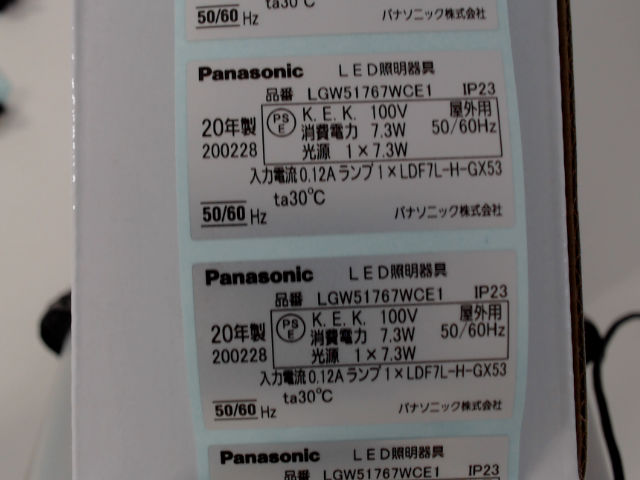 ta30℃
50/60 Hz パナソニック株式会社
Panasonic LED照明器具
品番 LGW51767WCE1 IP23
PSE K.E.K. 100V 屋外用
20年製 消費電力 7.3W 50/60Hz
200228 光源 1×7.3W
入力電流0.12A ランプ1×LDF7L-H-GX53
ta30℃
50/60 Hz パナソニック株式会社
Panasonic LED照明器具
品番 LGW51767WCE1 IP23
PSE K.E.K. 100V 屋外用
20年製 消費電力 7.3W 50/60Hz
200228 光源 1×7.3W
入力電流0.12A ランプ1×LDF7L-H-GX53
ta30℃
50/60 Hz パナソニック株式会社
Panasonic LED照明器具
品番 LGW51767WCE1 IP23